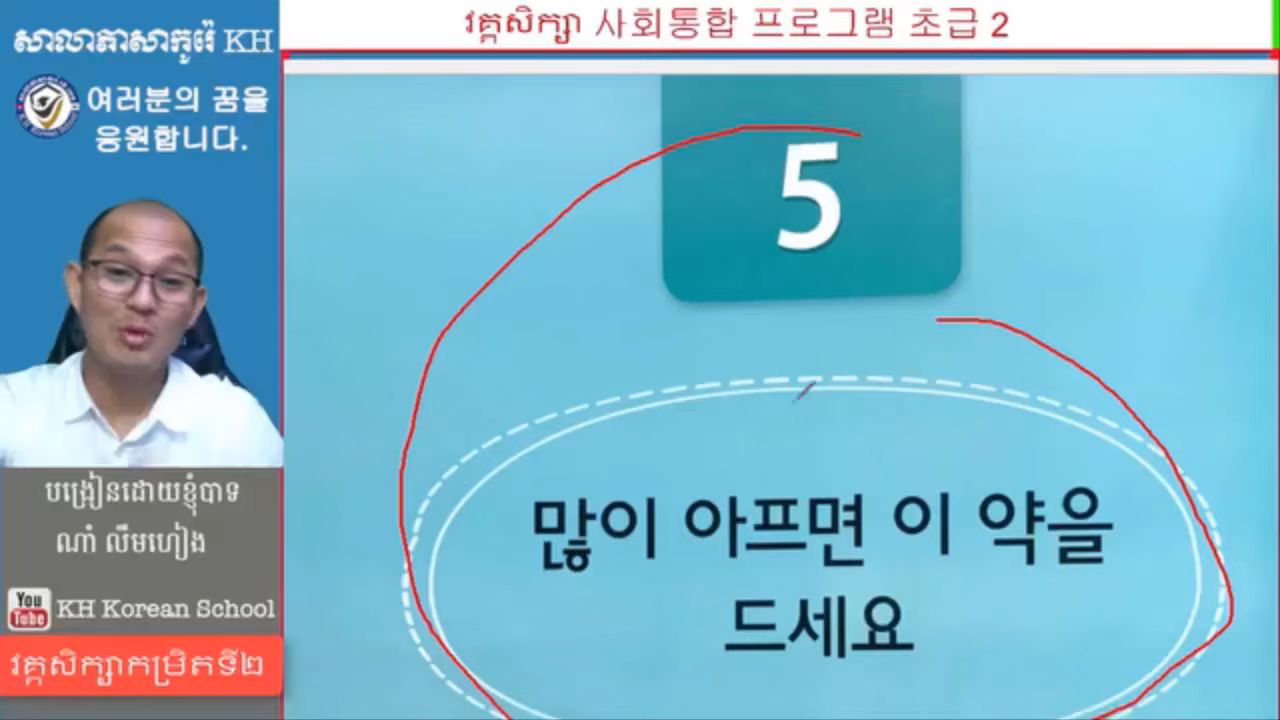 សាលាភាសាកូរ៉េ KH
여러분의 꿈을
응원합니다.
បង្រៀនដោយខ្ញុំបាទ
ណាំ លឹមហៀង
You
Tube
KH Korean School
វគ្គសិក្សាកម្រិតទី២
វគ្គសិក្សា 사회통합 프로그램 초급 2
5
많이 아프면 이 약을
드세요